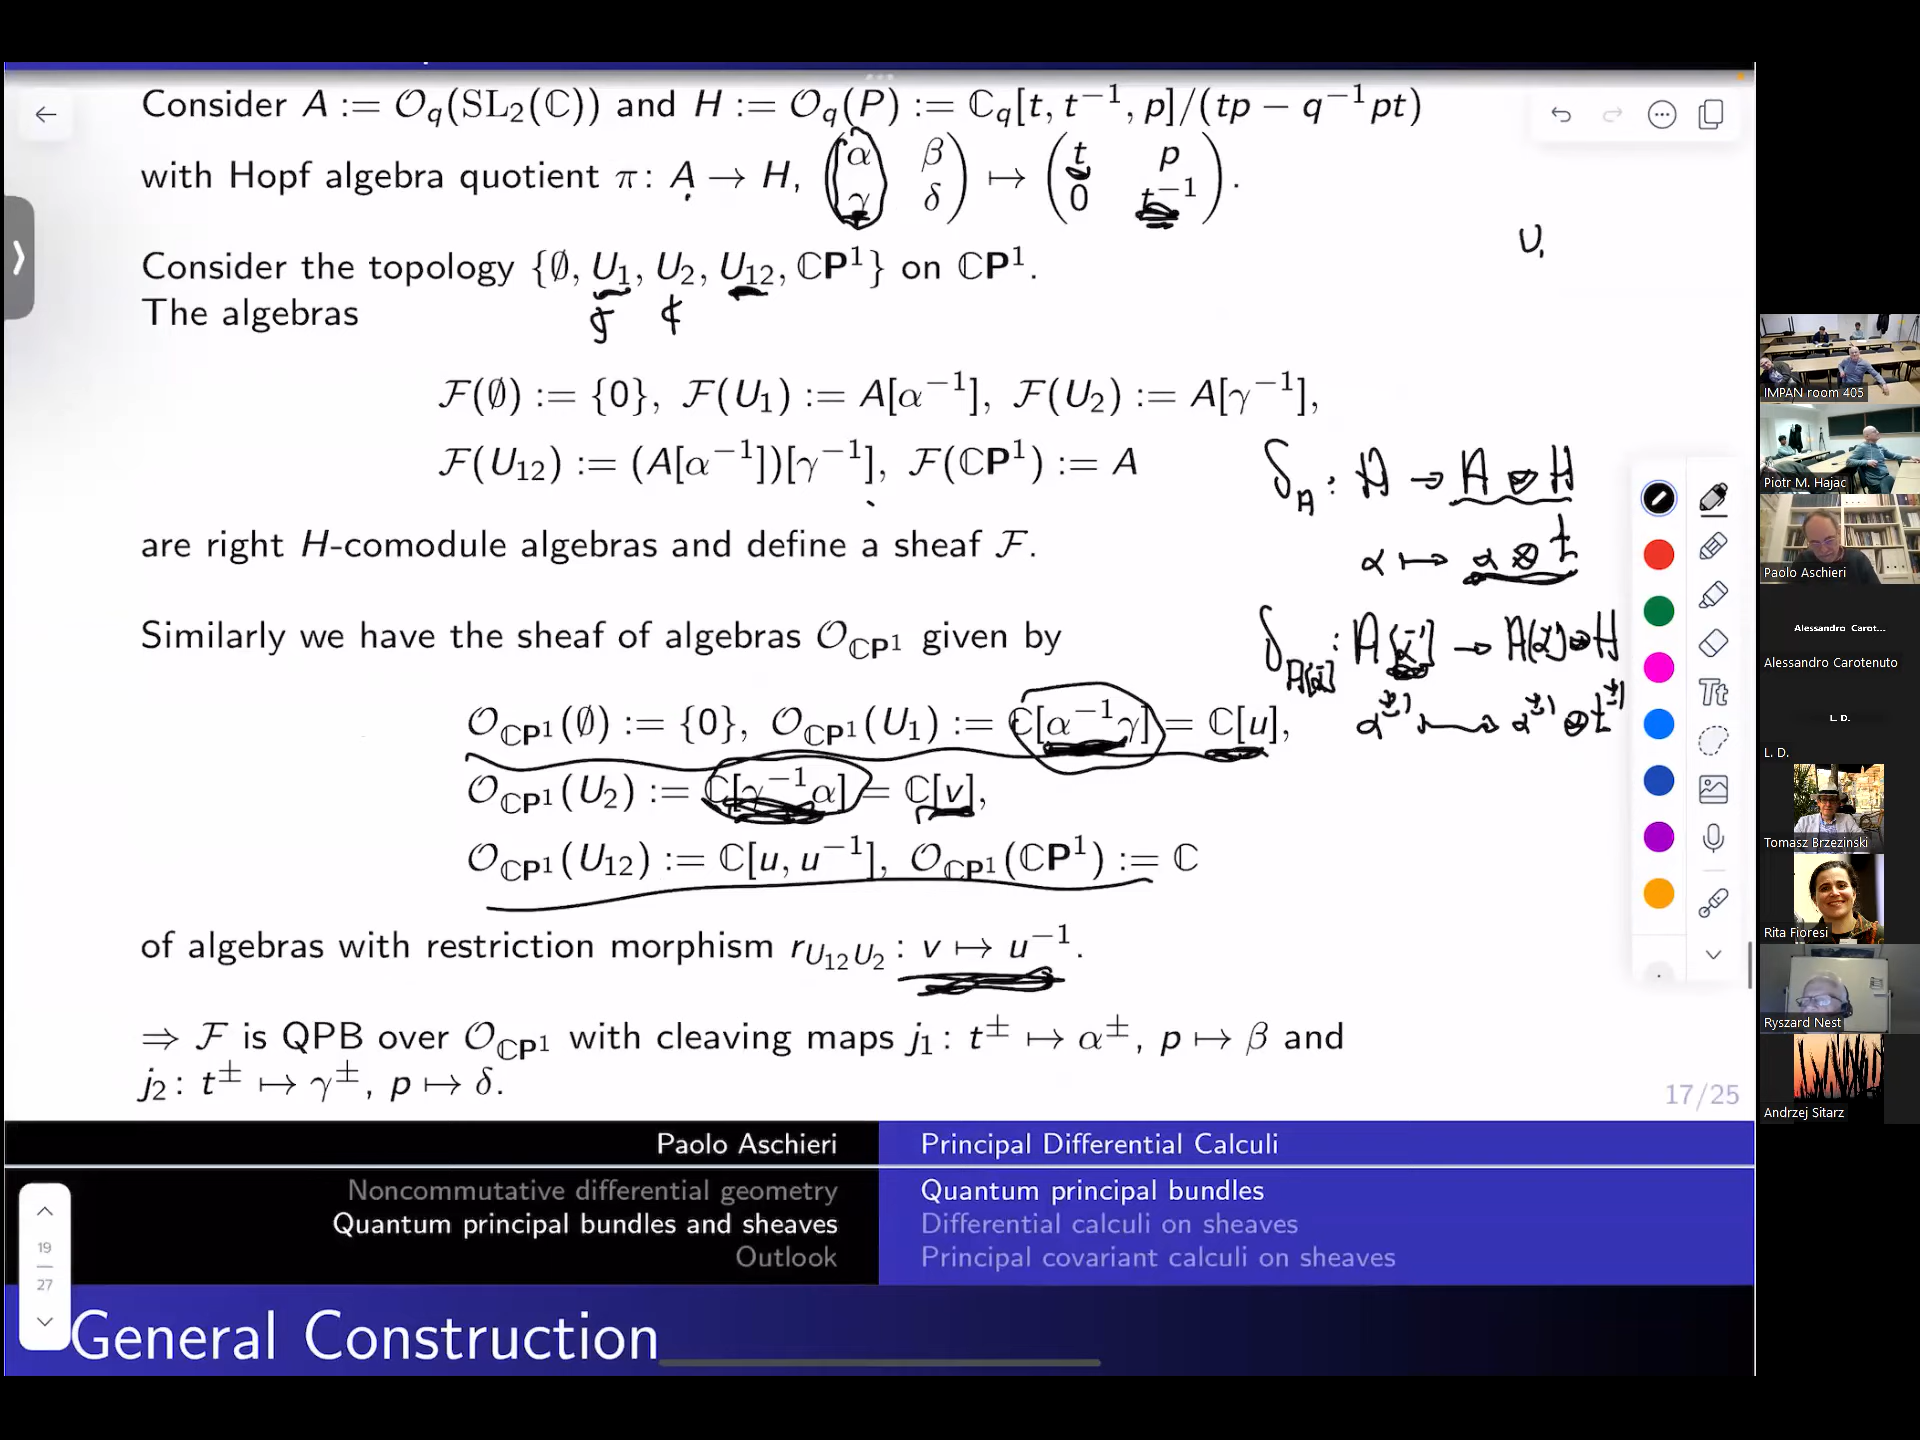 Consider A := 𝒪_q(SL₂(ℂ)) and H := 𝒪_q(P) := ℂ_q[t, t⁻¹, p]/(tp − q⁻¹pt)
with Hopf algebra quotient π: A → H, (α β γ δ) ↦ (t p 0 t⁻¹).
U₁
Consider the topology {∅, U₁, U₂, U₁₂, ℂP¹} on ℂP¹.
The algebras
ℱ(∅) := {0}, ℱ(U₁) := A[α⁻¹], ℱ(U₂) := A[γ⁻¹],
ℱ(U₁₂) := (A[α⁻¹])[γ⁻¹], ℱ(ℂP¹) := A
δ_A : A → A ⊗ H
α ↦ α ⊗ t
are right H-comodule algebras and define a sheaf ℱ.
Similarly we have the sheaf of algebras 𝒪_ℂP¹ given by
𝒪_ℂP¹(∅) := {0}, 𝒪_ℂP¹(U₁) := ℂ[α⁻¹γ] = ℂ[u],
𝒪_ℂP¹(U₂) := ℂ[γ⁻¹α] = ℂ[v],
𝒪_ℂP¹(U₁₂) := ℂ[u, u⁻¹], 𝒪_ℂP¹(ℂP¹) := ℂ
of algebras with restriction morphism r_U₁₂U₂ : v ↦ u⁻¹.
⇒ ℱ is QPB over 𝒪_ℂP¹ with cleaving maps j₁: t^± ↦ α^±, p ↦ β and
j₂: t^± ↦ γ^±, p ↦ δ.
17/25
Paolo Aschieri
Principal Differential Calculi
Noncommutative differential geometry
Quantum principal bundles and sheaves
Outlook
Quantum principal bundles
Differential calculi on sheaves
Principal covariant calculi on sheaves
19
27
General Construction
Tt
IMPAN room 405
Piotr M. Hajac
Paolo Aschieri
Alessandro Carot...
Alessandro Carotenuto
L. D.
L. D.
Tomasz Brzezinski
Rita Fioresi
Ryszard Nest
Andrzej Sitarz